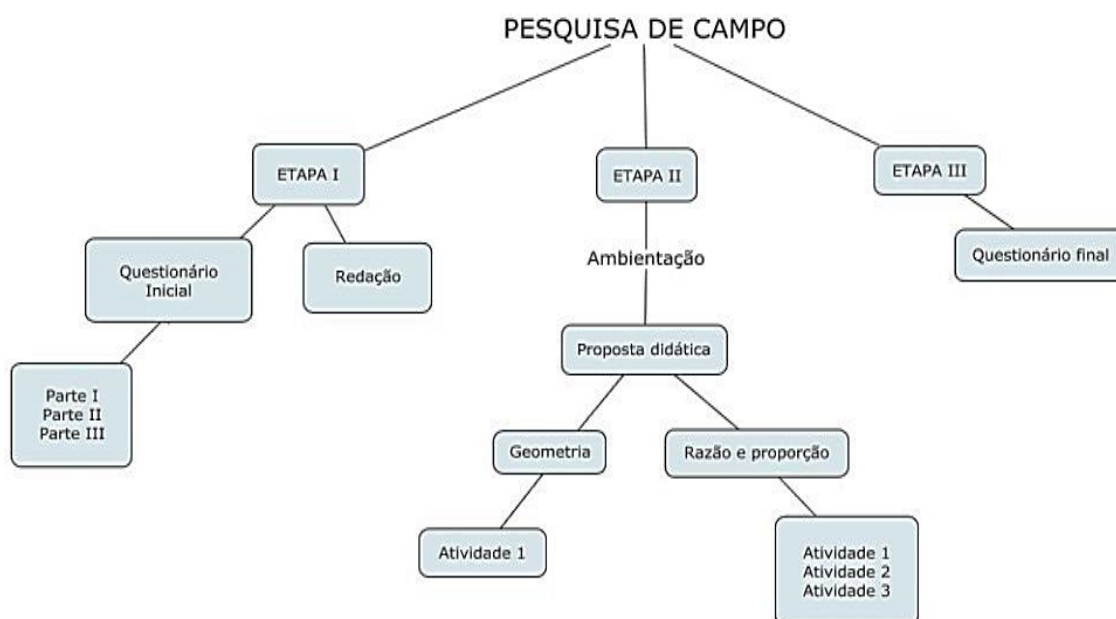 PESQUISA DE CAMPO
ETAPA I
ETAPA II
ETAPA III
Questionário
Inicial
Redação
Ambientação
Questionário final
Proposta didática
Parte I
Parte II
Parte III
Geometria
Razão e proporção
Atividade 1
Atividade 1
Atividade 2
Atividade 3